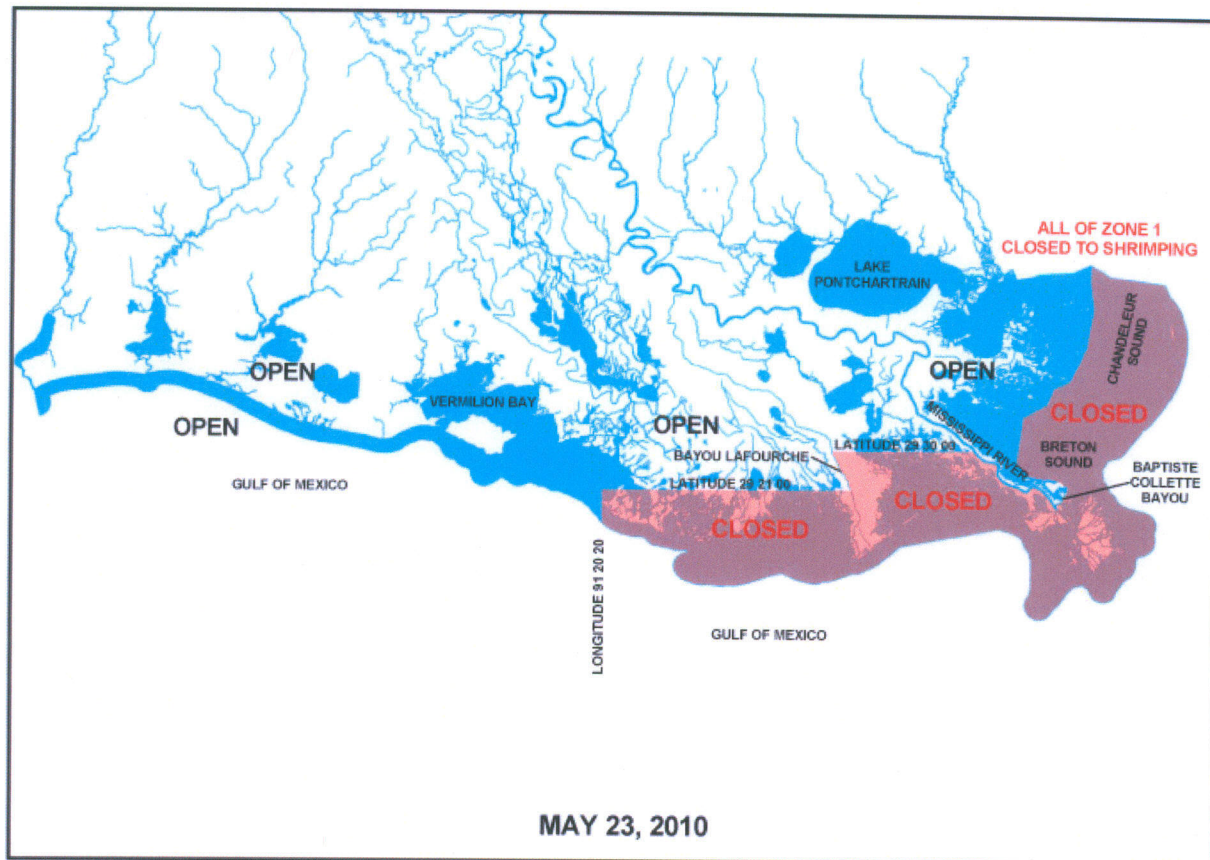 ALL OF ZONE 1
CLOSED TO SHRIMPING
LAKE
PONTCHARTRAIN
CHANDELEUR
SOUND
OPEN
OPEN
VERMILION BAY
CLOSED
OPEN
OPEN
MISSISSIPPI RIVER
LATITUDE 29 30 00
BRETON
SOUND
BAYOU LAFOURCHE
BAPTISTE
COLLETTE
BAYOU
GULF OF MEXICO
LATITUDE 29 21 00
CLOSED
CLOSED
LONGITUDE 91 20 20
GULF OF MEXICO
MAY 23, 2010